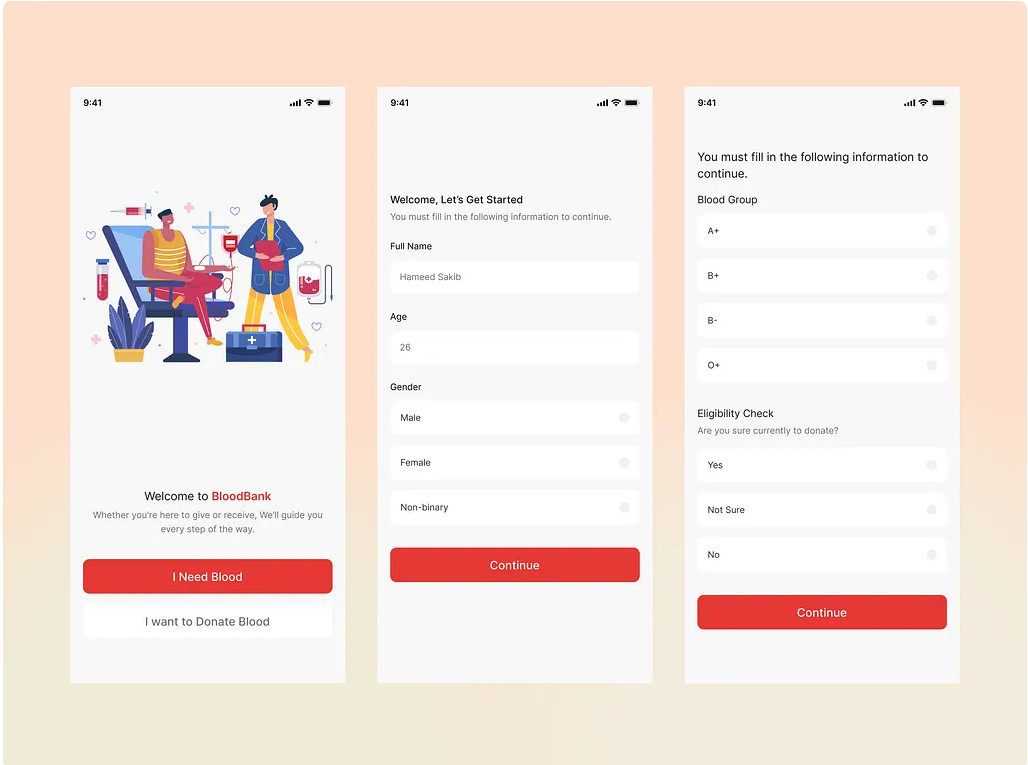 9:41
Welcome to BloodBank
Whether you're here to give or receive, We'll guide you
every step of the way.
I Need Blood
I want to Donate Blood
9:41
Welcome, Let's Get Started
You must fill in the following information to continue.
Full Name
Hameed Sakib
Age
26
Gender
Male
Female
Non-binary
Continue
9:41
You must fill in the following information to
continue.
Blood Group
A+
B+
B-
O+
Eligibility Check
Are you sure currently to donate?
Yes
Not Sure
No
Continue